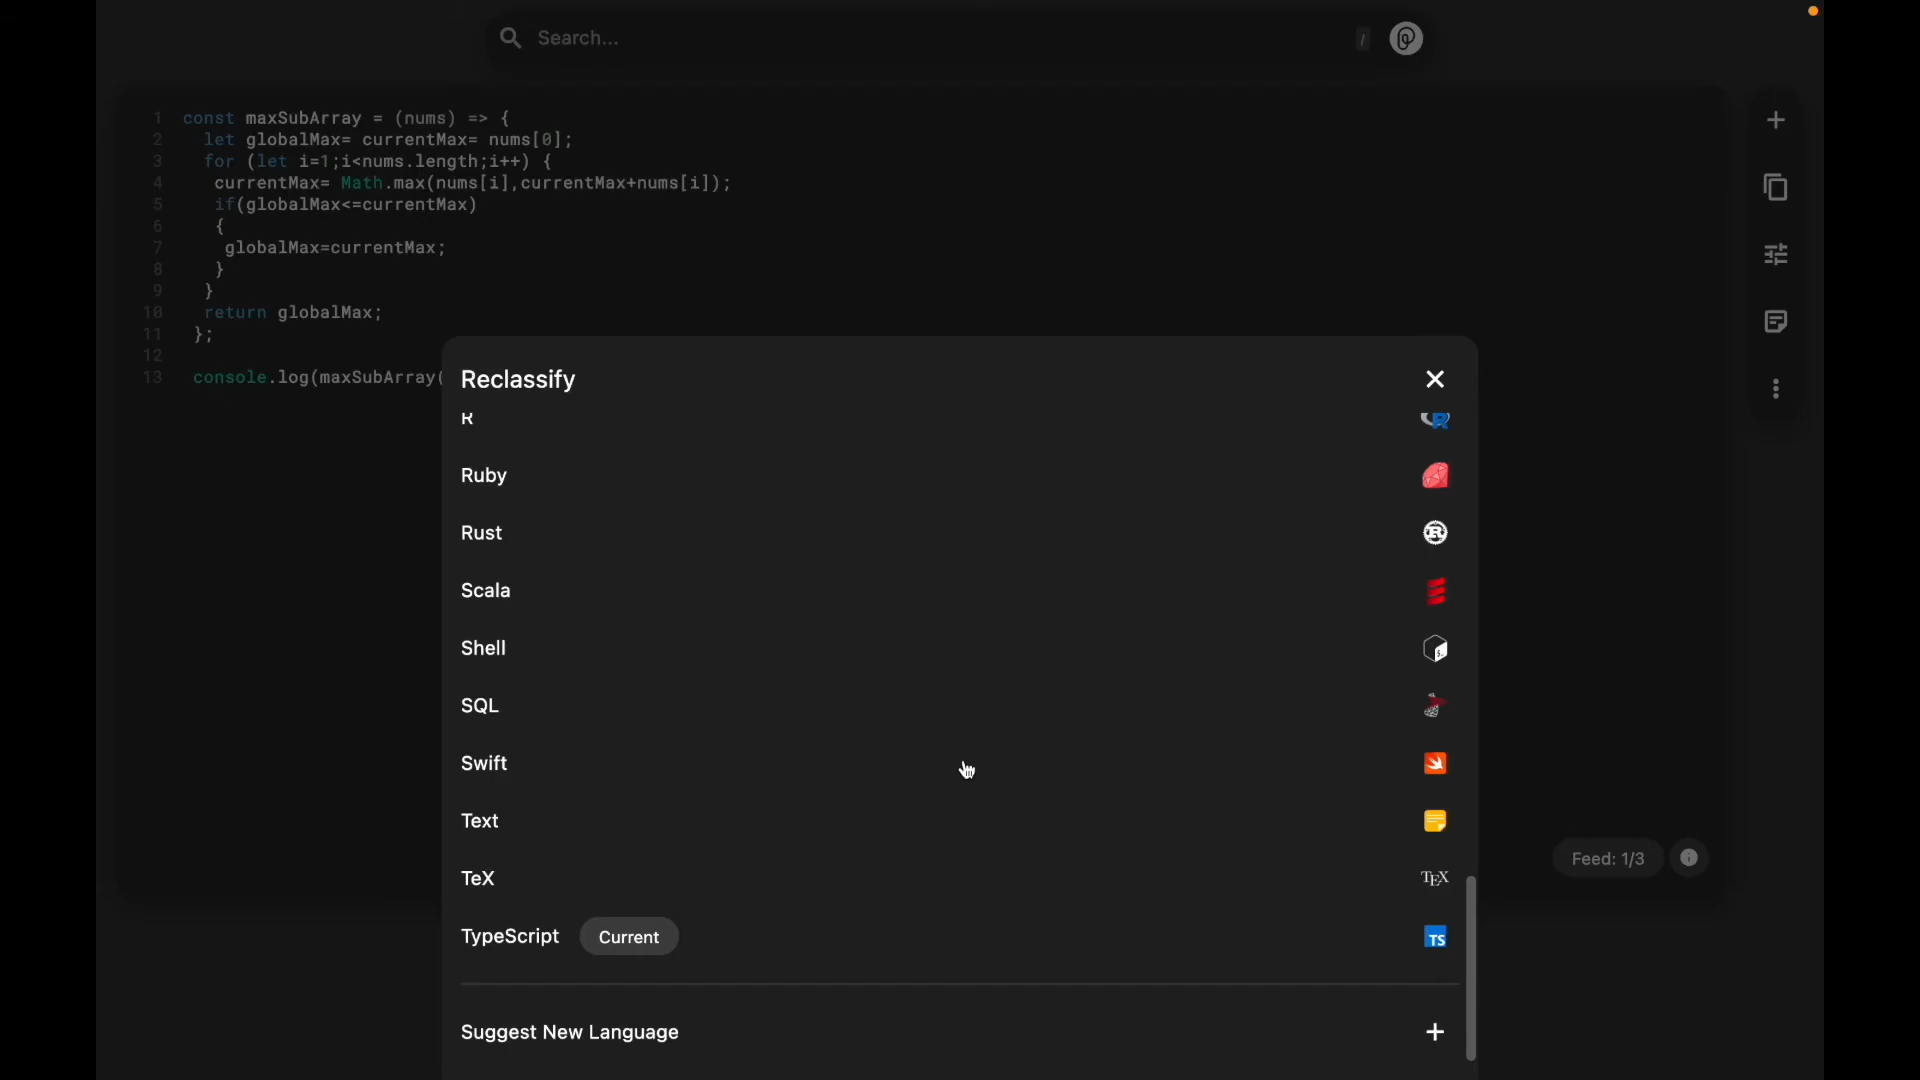 Search...
/
1 const maxSubArray = (nums) => {
2 let globalMax= currentMax= nums[0];
3 for (let i=1;i<nums.length;i++) {
4 currentMax= Math.max(nums[i],currentMax+nums[i]);
5 if(globalMax<=currentMax)
6 {
7 globalMax=currentMax;
8 }
9 }
10 return globalMax;
11 };
12
13 console.log(maxSubArray(
Reclassify
R
R
Ruby
Rust
R
Scala
Shell
SQL
Swift
Text
TeX
TEX
TypeScript Current
TS
Suggest New Language
Feed: 1/3